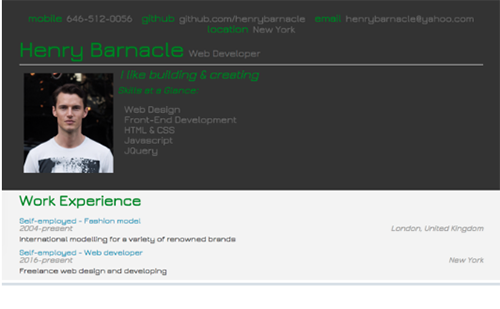 mobile 646-512-0056 github github.com/henrybarnacle email henrybarnacle@yahoo.com
location New York
Henry Barnacle Web Developer
I like building & creating
Skills at a Glance:
Web Design
Front-End Development
HTML & CSS
Javascript
JQuery
Work Experience
Self-employed - Fashion model
2004-present London, United Kingdom
International modelling for a variety of renowned brands
Self-employed - Web developer
2016-present New York
Freelance web design and developing